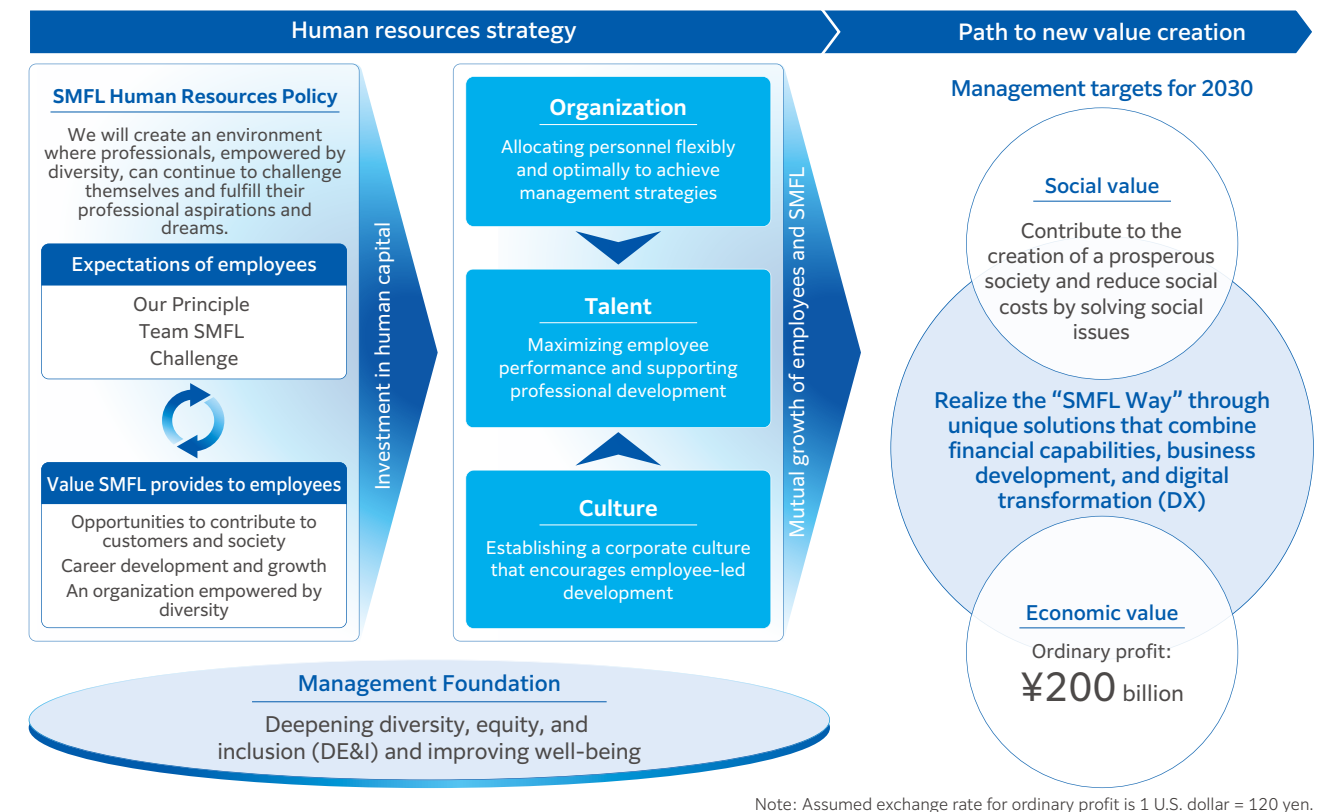 Human resources strategy
Path to new value creation
SMFL Human Resources Policy
We will create an environment
where professionals, empowered by
diversity, can continue to challenge
themselves and fulfill their
professional aspirations and
dreams.
Expectations of employees
Our Principle
Team SMFL
Challenge
Value SMFL provides to employees
Opportunities to contribute to
customers and society
Career development and growth
An organization empowered by
diversity
Investment in human capital
Organization
Allocating personnel flexibly
and optimally to achieve
management strategies
Talent
Maximizing employee
performance and supporting
professional development
Culture
Establishing a corporate culture
that encourages employee-led
development
Mutual growth of employees and SMFL
Management Foundation
Deepening diversity, equity, and
inclusion (DE&I) and improving well-being
Management targets for 2030
Social value
Contribute to the
creation of a prosperous
society and reduce social
costs by solving social
issues
Realize the “SMFL Way” through
unique solutions that combine
financial capabilities, business
development, and digital
transformation (DX)
Economic value
Ordinary profit:
¥200 billion
Note: Assumed exchange rate for ordinary profit is 1 U.S. dollar = 120 yen.